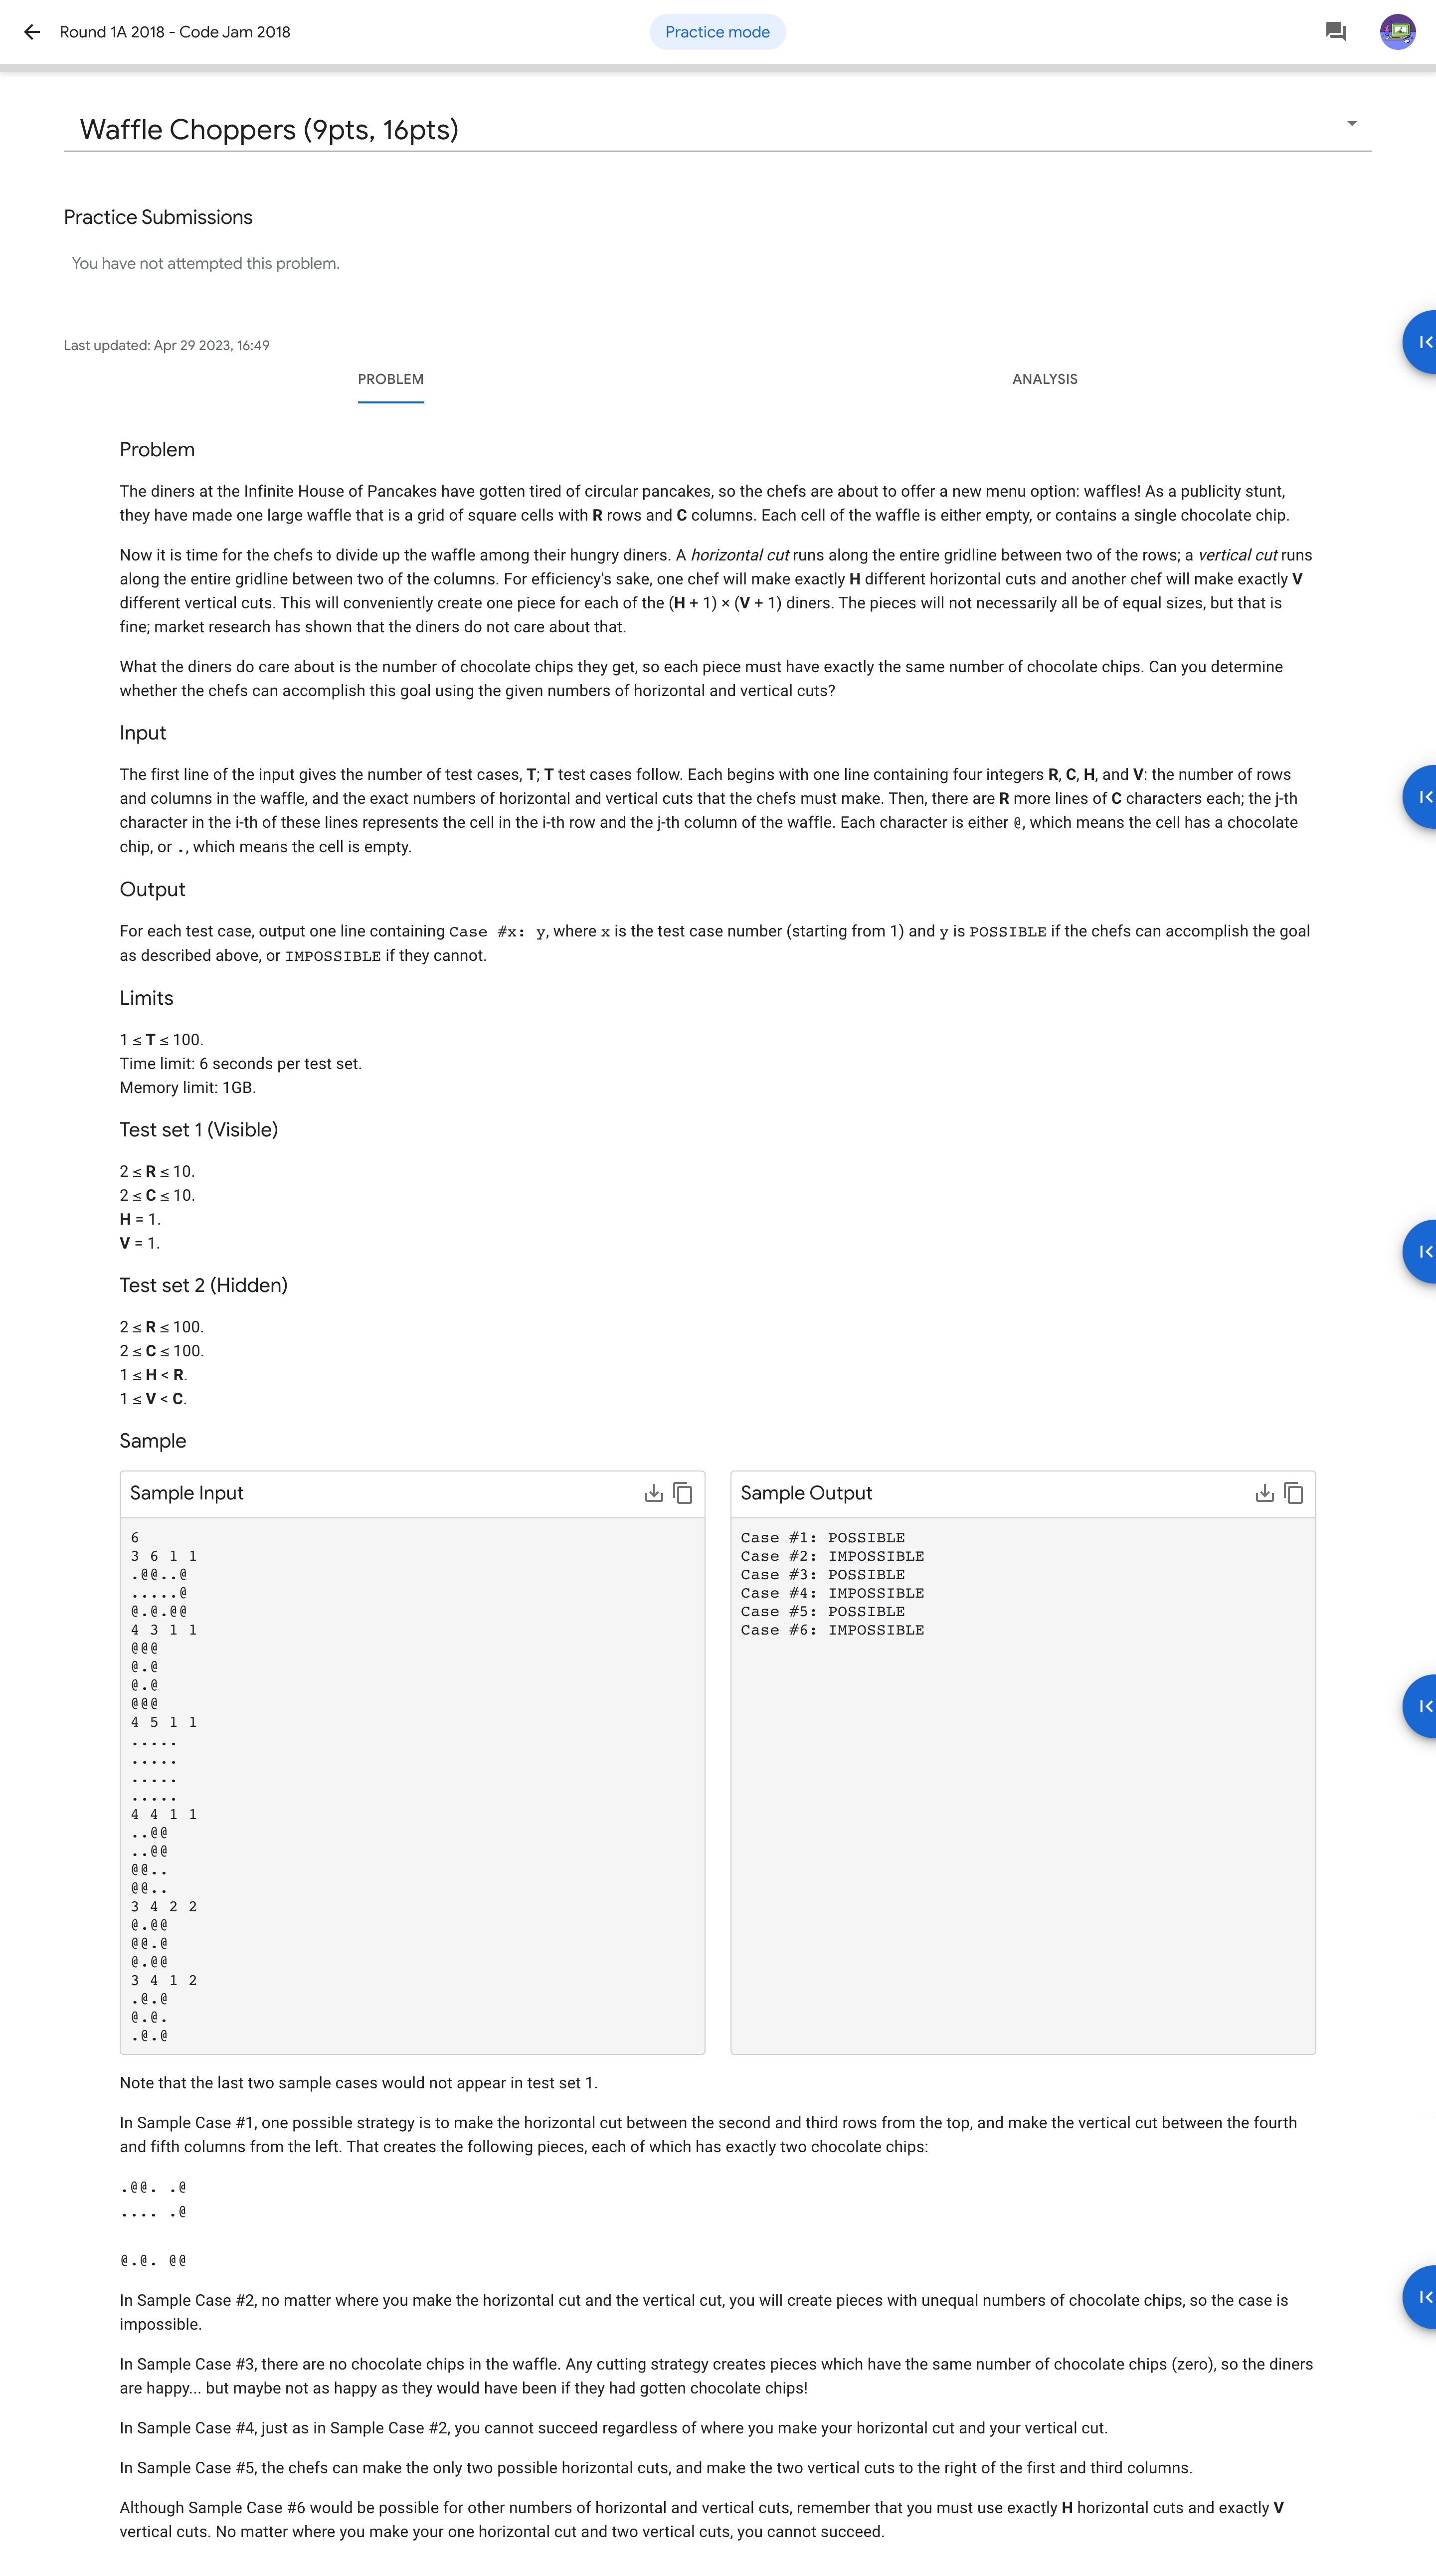 Round 1A 2018 - Code Jam 2018
Practice mode
Waffle Choppers (9pts, 16pts)
Practice Submissions
You have not attempted this problem.
Last updated: Apr 29 2023, 16:49
PROBLEM
ANALYSIS
Problem
The diners at the Infinite House of Pancakes have gotten tired of circular pancakes, so the chefs are about to offer a new menu option: waffles! As a publicity stunt,
they have made one large waffle that is a grid of square cells with R rows and C columns. Each cell of the waffle is either empty, or contains a single chocolate chip.
Now it is time for the chefs to divide up the waffle among their hungry diners. A horizontal cut runs along the entire gridline between two of the rows; a vertical cut runs
along the entire gridline between two of the columns. For efficiency's sake, one chef will make exactly H different horizontal cuts and another chef will make exactly V
different vertical cuts. This will conveniently create one piece for each of the (H + 1) × (V + 1) diners. The pieces will not necessarily all be of equal sizes, but that is
fine; market research has shown that the diners do not care about that.
What the diners do care about is the number of chocolate chips they get, so each piece must have exactly the same number of chocolate chips. Can you determine
whether the chefs can accomplish this goal using the given numbers of horizontal and vertical cuts?
Input
The first line of the input gives the number of test cases, T; T test cases follow. Each begins with one line containing four integers R, C, H, and V: the number of rows
and columns in the waffle, and the exact numbers of horizontal and vertical cuts that the chefs must make. Then, there are R more lines of C characters each; the j-th
character in the i-th of these lines represents the cell in the i-th row and the j-th column of the waffle. Each character is either @, which means the cell has a chocolate
chip, or ., which means the cell is empty.
Output
For each test case, output one line containing Case #x: y, where x is the test case number (starting from 1) and y is POSSIBLE if the chefs can accomplish the goal
as described above, or IMPOSSIBLE if they cannot.
Limits
1 ≤ T ≤ 100.
Time limit: 6 seconds per test set.
Memory limit: 1GB.
Test set 1 (Visible)
2 ≤ R ≤ 10.
2 ≤ C ≤ 10.
H = 1.
V = 1.
Test set 2 (Hidden)
2 ≤ R ≤ 100.
2 ≤ C ≤ 100.
1 ≤ H < R.
1 ≤ V < C.
Sample
Sample Input
6
3 6 1 1
.@@..@
.....@
@.@.@@
4 3 1 1
@@@
@.@
@.@
@@@
4 5 1 1
.....
.....
.....
.....
4 4 1 1
..@@
..@@
@@..
@@..
3 4 2 2
@.@@
@@.@
@.@@
3 4 1 2
.@.@
@.@.
.@.@
Sample Output
Case #1: POSSIBLE
Case #2: IMPOSSIBLE
Case #3: POSSIBLE
Case #4: IMPOSSIBLE
Case #5: POSSIBLE
Case #6: IMPOSSIBLE
Note that the last two sample cases would not appear in test set 1.
In Sample Case #1, one possible strategy is to make the horizontal cut between the second and third rows from the top, and make the vertical cut between the fourth
and fifth columns from the left. That creates the following pieces, each of which has exactly two chocolate chips:
.@@. .@
.... .@
@.@. @@
In Sample Case #2, no matter where you make the horizontal cut and the vertical cut, you will create pieces with unequal numbers of chocolate chips, so the case is
impossible.
In Sample Case #3, there are no chocolate chips in the waffle. Any cutting strategy creates pieces which have the same number of chocolate chips (zero), so the diners
are happy... but maybe not as happy as they would have been if they had gotten chocolate chips!
In Sample Case #4, just as in Sample Case #2, you cannot succeed regardless of where you make your horizontal cut and your vertical cut.
In Sample Case #5, the chefs can make the only two possible horizontal cuts, and make the two vertical cuts to the right of the first and third columns.
Although Sample Case #6 would be possible for other numbers of horizontal and vertical cuts, remember that you must use exactly H horizontal cuts and exactly V
vertical cuts. No matter where you make your one horizontal cut and two vertical cuts, you cannot succeed.